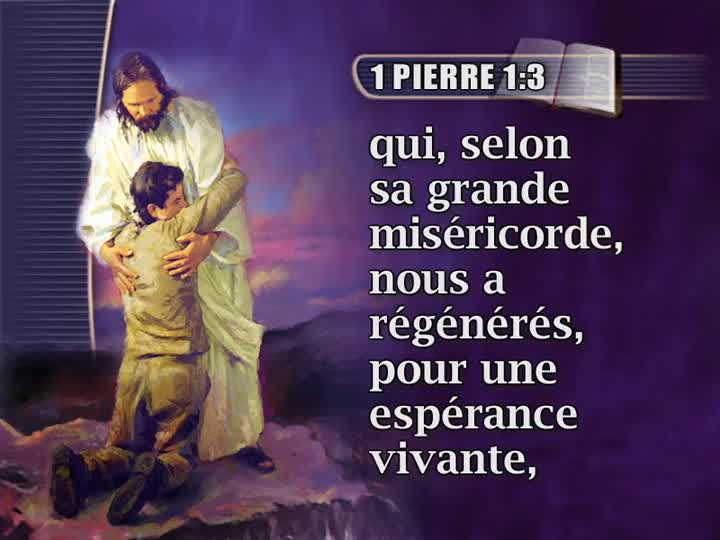 1 PIERRE 1:3
qui, selon
sa grande
miséricorde,
nous a
régénérés,
pour une
espérance
vivante,